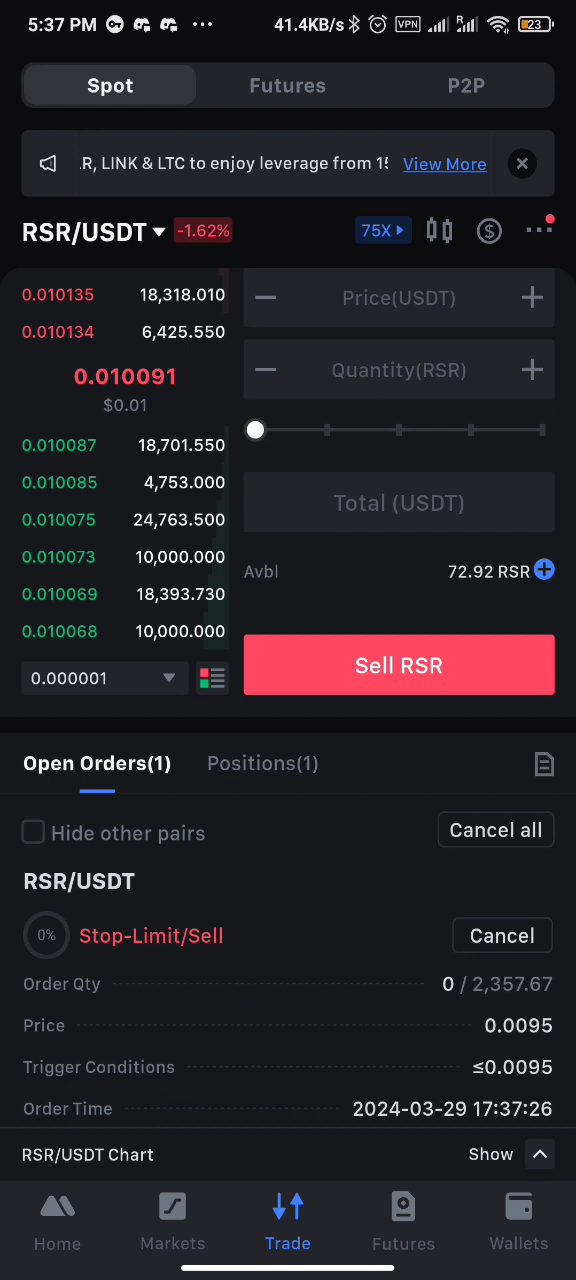 5:37 PM ··· 41.4KB/s VPN R 23
Spot Futures P2P
.R, LINK & LTC to enjoy leverage from 15 View More
RSR/USDT -1.62% 75X $ ···
0.010135 18,318.010 Price(USDT)
0.010134 6,425.550
0.010091 Quantity(RSR)
$0.01
0.010087 18,701.550
0.010085 4,753.000
0.010075 24,763.500 Total (USDT)
0.010073 10,000.000 Avbl 72.92 RSR
0.010069 18,393.730
0.010068 10,000.000 Sell RSR
0.000001
Open Orders(1) Positions(1)
Hide other pairs Cancel all
RSR/USDT
0% Stop-Limit/Sell Cancel
Order Qty 0 / 2,357.67
Price 0.0095
Trigger Conditions ≤0.0095
Order Time 2024-03-29 17:37:26
RSR/USDT Chart Show
Home Markets Trade Futures Wallets